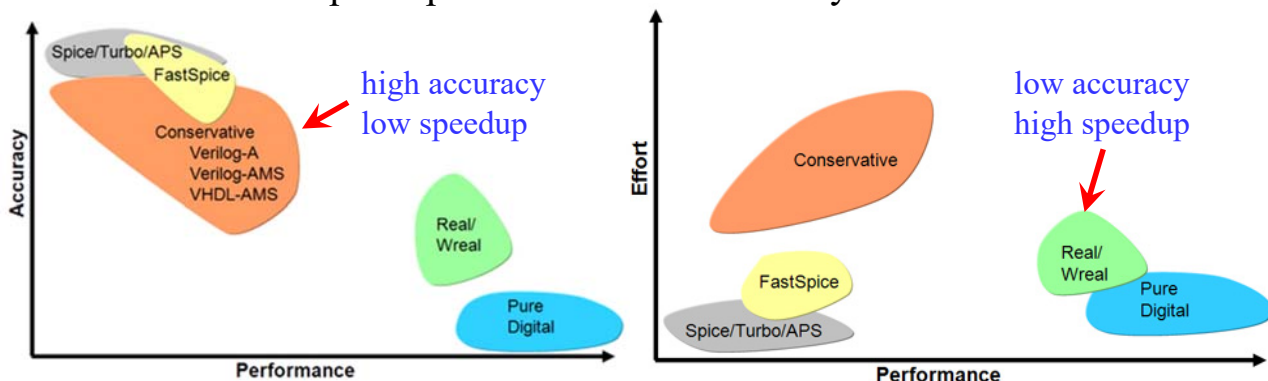 Spice/Turbo/APS
FastSpice
Conservative
Verilog-A
Verilog-AMS
VHDL-AMS
high accuracy
low speedup
Real/
Wreal
Pure
Digital
Accuracy
Performance
low accuracy
high speedup
Conservative
Real/
Wreal
FastSpice
Pure
Digital
Spice/Turbo/APS
Effort
Performance